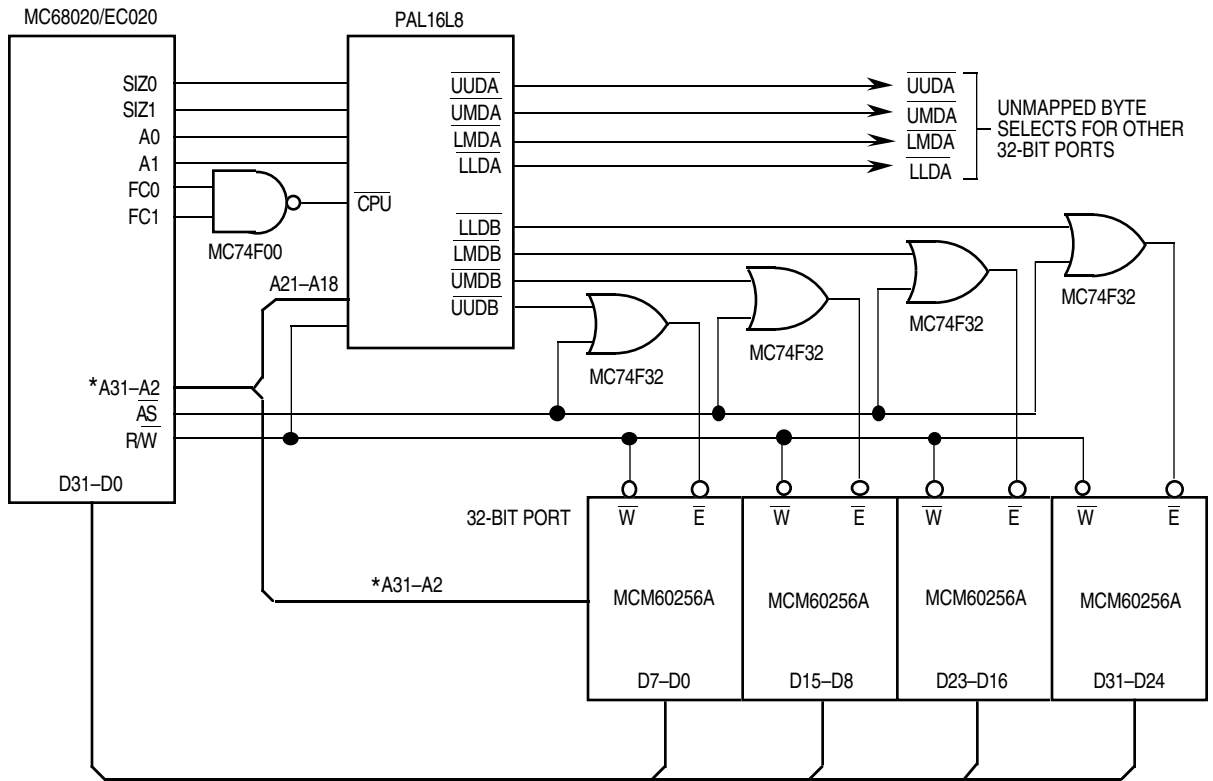 MC68020/EC020
PAL16L8
SIZ0
SIZ1
A0
A1
FC0
FC1
MC74F00
CPU
A21–A18
*A31–A2
AS
R/W
D31–D0
UUDA
UMDA
LMDA
LLDA
LLDB
LMDB
UMDB
UUDB
UUDA
UMDA
LMDA
LLDA
UNMAPPED BYTE
SELECTS FOR OTHER
32-BIT PORTS
MC74F32
MC74F32
MC74F32
MC74F32
32-BIT PORT
*A31–A2
W E
W E
W E
W E
MCM60256A
MCM60256A
MCM60256A
MCM60256A
D7–D0
D15–D8
D23–D16
D31–D24